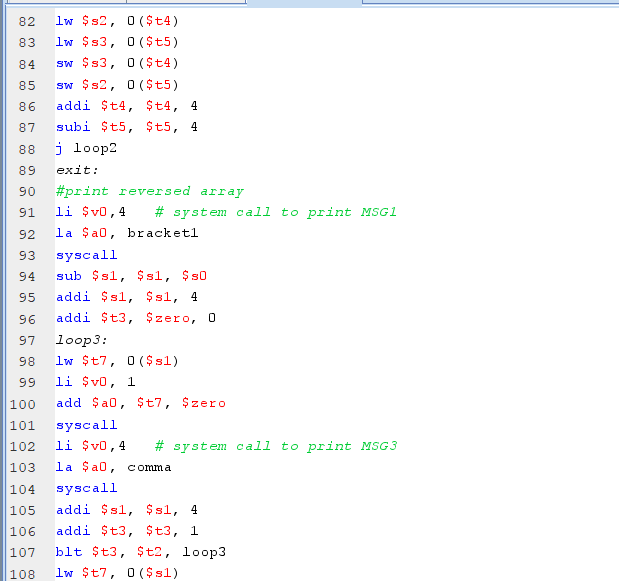 82 lw $s2, 0($t4)
83 lw $s3, 0($t5)
84 sw $s3, 0($t4)
85 sw $s2, 0($t5)
86 addi $t4, $t4, 4
87 subi $t5, $t5, 4
88 j loop2
89 exit:
90 #print reversed array
91 li $v0,4   # system call to print MSG1
92 la $a0, bracket1
93 syscall
94 sub $s1, $s1, $s0
95 addi $s1, $s1, 4
96 addi $t3, $zero, 0
97 loop3:
98 lw $t7, 0($s1)
99 li $v0, 1
100 add $a0, $t7, $zero
101 syscall
102 li $v0,4   # system call to print MSG3
103 la $a0, comma
104 syscall
105 addi $s1, $s1, 4
106 addi $t3, $t3, 1
107 blt $t3, $t2, loop3
108 lw $t7, 0($s1)